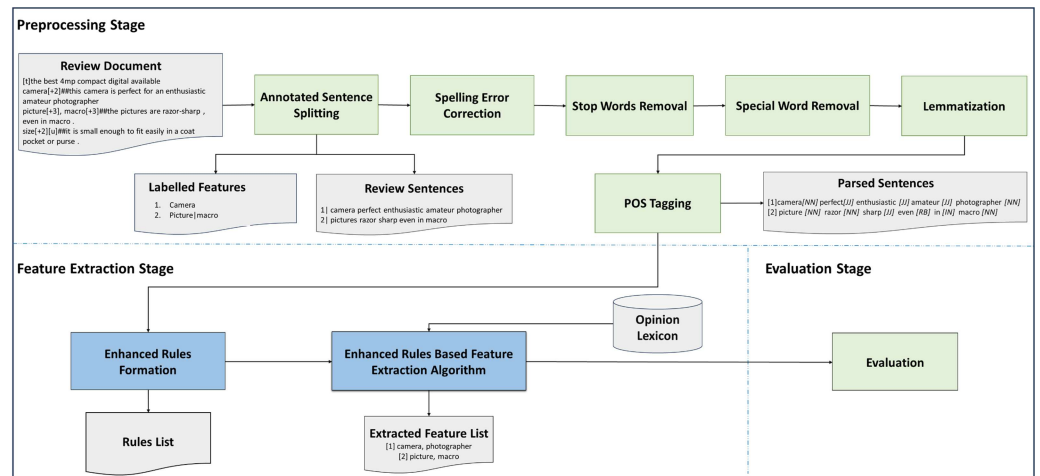 Preprocessing Stage
Review Document
[t]the best 4mp compact digital available
camera[+2]##this camera is perfect for an enthusiastic
amateur photographer
picture[+3], macro[+3]##the pictures are razor-sharp ,
even in macro .
size[+2][u]##it is small enough to fit easily in a coat
pocket or purse .
Annotated Sentence
Splitting
Spelling Error
Correction
Stop Words Removal
Special Word Removal
Lemmatization
Labelled Features
1. Camera
2. Picture|macro
Review Sentences
1| camera perfect enthusiastic amateur photographer
2| pictures razor sharp even in macro
POS Tagging
Parsed Sentences
[1]camera[NN] perfect[JJ] enthusiastic [JJ] amateur [JJ] photographer [NN]
[2] picture [NN] razor [NN] sharp [JJ] even [RB] in [IN] macro [NN]
Feature Extraction Stage
Evaluation Stage
Opinion
Lexicon
Enhanced Rules
Formation
Enhanced Rules Based Feature
Extraction Algorithm
Evaluation
Rules List
Extracted Feature List
[1] camera, photographer
[2] picture, macro